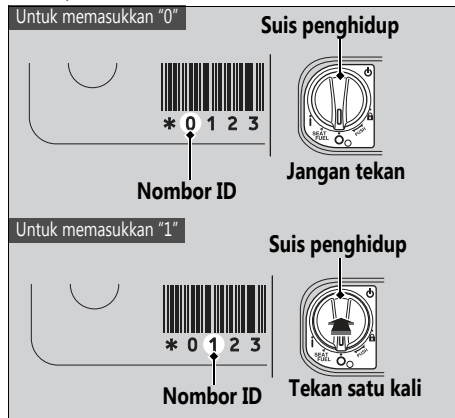 Untuk memasukkan "0"
Suis penghidup
* 0 1 2 3
SEAT
FUEL
PUSH
Nombor ID
Jangan tekan
Untuk memasukkan "1"
Suis penghidup
* 0 1 2 3
SEAT
FUEL
PUSH
Nombor ID
Tekan satu kali